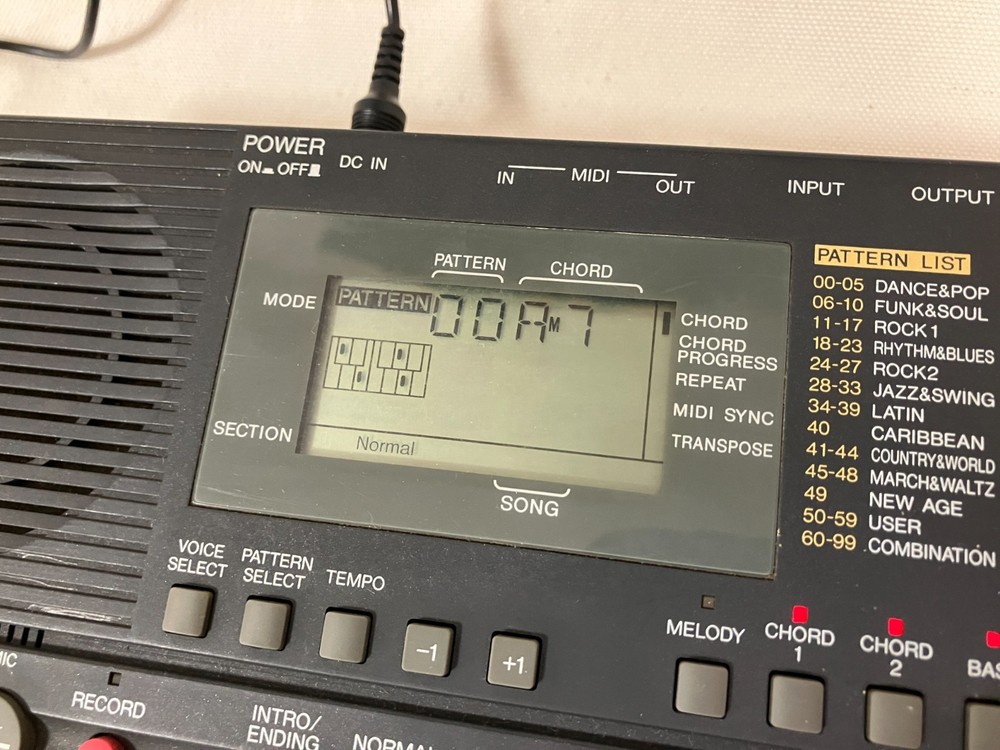 POWER
ON OFF
DC IN
IN MIDI OUT
INPUT
OUTPUT
PATTERN CHORD
MODE
PATTERN 00AM7
CHORD
CHORD
PROGRESS
REPEAT
MIDI SYNC
TRANSPOSE
SECTION
Normal
SONG
PATTERN LIST
00-05 DANCE&POP
06-10 FUNK&SOUL
11-17 ROCK1
18-23 RHYTHM&BLUES
24-27 ROCK2
28-33 JAZZ&SWING
34-39 LATIN
40 CARIBBEAN
41-44 COUNTRY&WORLD
45-48 MARCH&WALTZ
49 NEW AGE
50-59 USER
60-99 COMBINATION
VOICE
SELECT
PATTERN
SELECT
TEMPO
-1
+1
MELODY
CHORD
1
CHORD
2
BAS
RECORD
INTRO/
ENDING
NORMAL